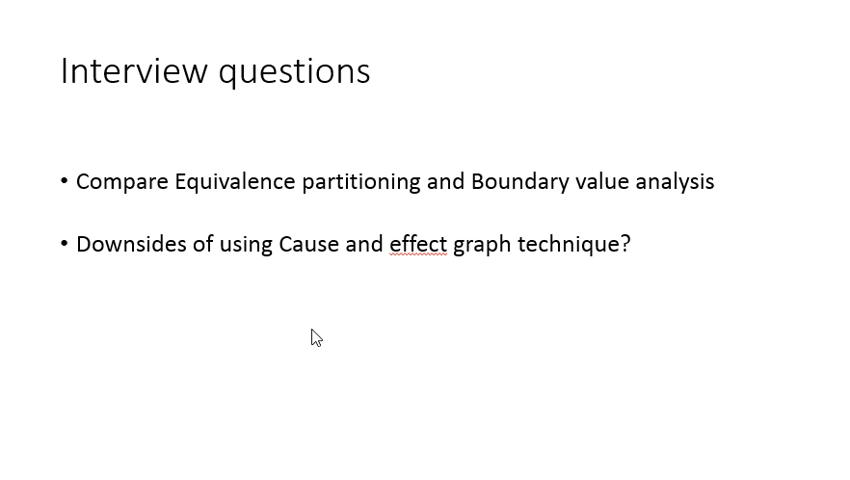 Interview questions
• Compare Equivalence partitioning and Boundary value analysis
• Downsides of using Cause and effect graph technique?